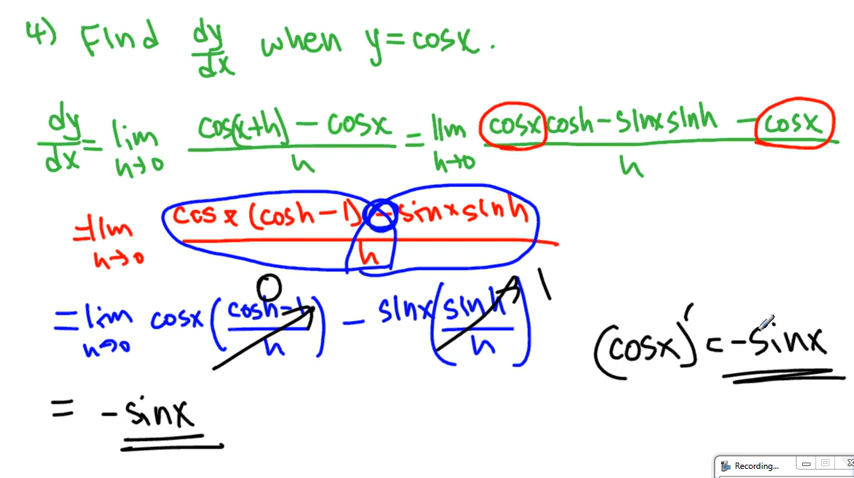 4) Find dy/dx when y=cosx.
dy/dx = lim h→0 (cos(x+h) - cosx)/h = lim h→0 (cosx cosh - sinx sinh - cosx)/h
= lim h→0 (cosx (cosh-1) - sinx sinh)/h
= lim h→0 cosx ((cosh-1)/h) - sinx (sinh/h)
0
1
(cosx)' = -sinx
= -sinx
Recording...